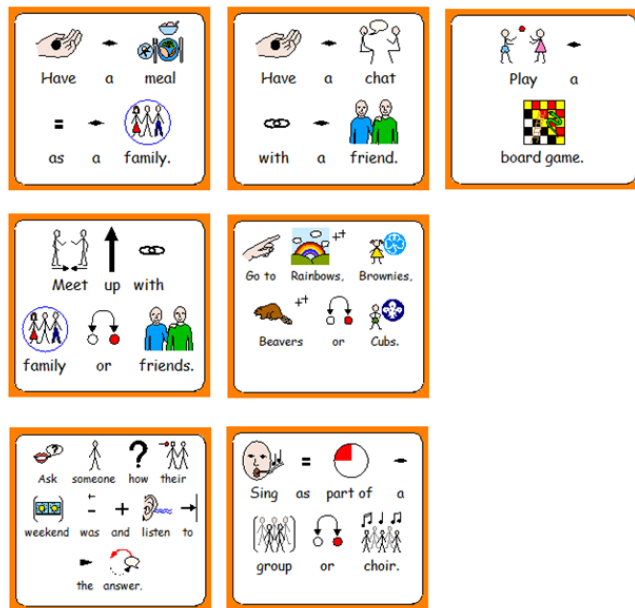 Have a meal
as a family.
Have a chat
with a friend.
Play a
board game.
Meet up with
family or friends.
Go to Rainbows, Brownies,
Beavers or Cubs.
Ask someone how their
weekend was and listen to
the answer.
Sing as part of a
group or choir.